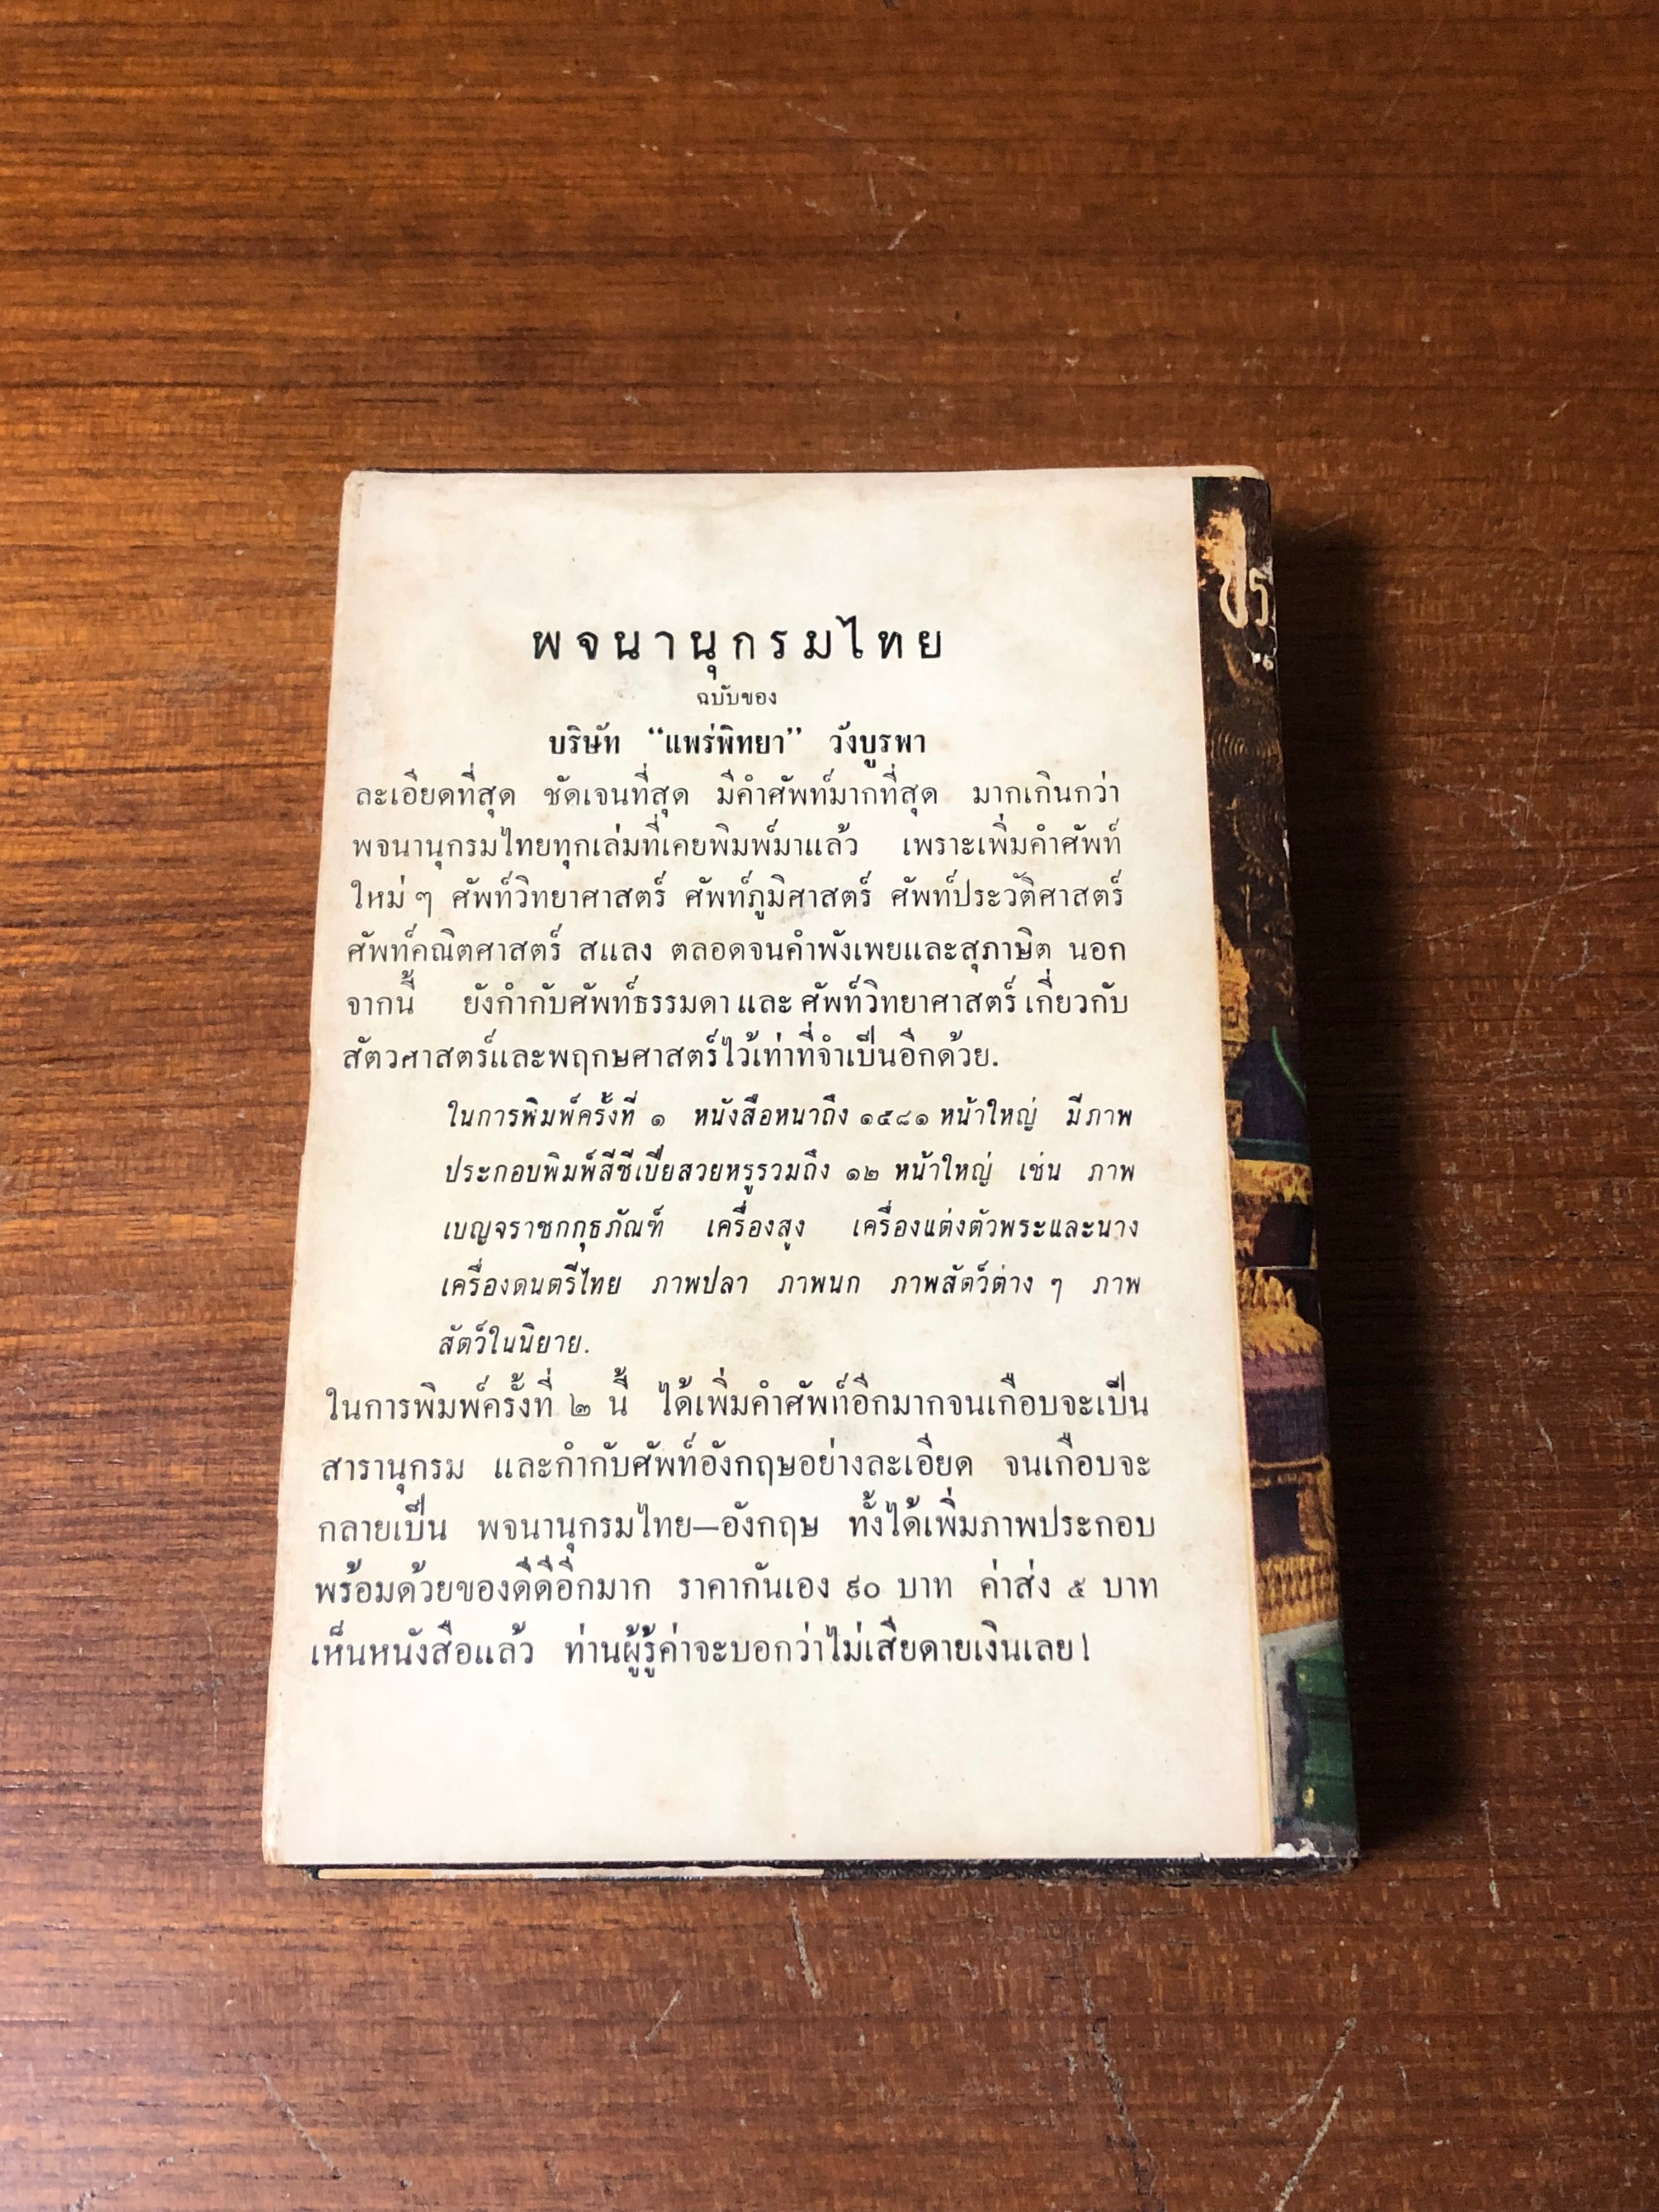 พจนานุกรมไทย
ฉบับของ
บริษัท “แพร่พิทยา” วังบูรพา
ละเอียดที่สุด ชัดเจนที่สุด มีคำศัพท์มากที่สุด มากเกินกว่า
พจนานุกรมไทยทุกเล่มที่เคยพิมพ์มาแล้ว เพราะเพิ่มคำศัพท์
ใหม่ ๆ ศัพท์วิทยาศาสตร์ ศัพท์ภูมิศาสตร์ ศัพท์ประวัติศาสตร์
ศัพท์คณิตศาสตร์ สแลง ตลอดจนคำพังเพยและสุภาษิต นอก
จากนี้ ยังกำกับศัพท์ธรรมดา และ ศัพท์วิทยาศาสตร์ เกี่ยวกับ
สัตวศาสตร์และพฤกษศาสตร์ไว้เท่าที่จำเป็นอีกด้วย.
ในการพิมพ์ครั้งที่ ๑ หนังสือหนาถึง ๑๕๘๑ หน้าใหญ่ มีภาพ
ประกอบพิมพ์สีซีเปียสวยหรูรวมถึง ๑๒ หน้าใหญ่ เช่น ภาพ
เบญจราชกกุธภัณฑ์ เครื่องสูง เครื่องแต่งตัวพระและนาง
เครื่องดนตรีไทย ภาพปลา ภาพนก ภาพสัตว์ต่าง ๆ ภาพ
สัตว์ในนิยาย.
ในการพิมพ์ครั้งที่ ๒ นี้ ได้เพิ่มคำศัพท์อีกมากจนเกือบจะเป็น
สารานุกรม และกำกับศัพท์อังกฤษอย่างละเอียด จนเกือบจะ
กลายเป็น พจนานุกรมไทย—อังกฤษ ทั้งได้เพิ่มภาพประกอบ
พร้อมด้วยของดีดีอีกมาก ราคากันเอง ๙๐ บาท ค่าส่ง ๕ บาท
เห็นหนังสือแล้ว ท่านผู้รู้ค่าจะบอกว่าไม่เสียดายเงินเลย!